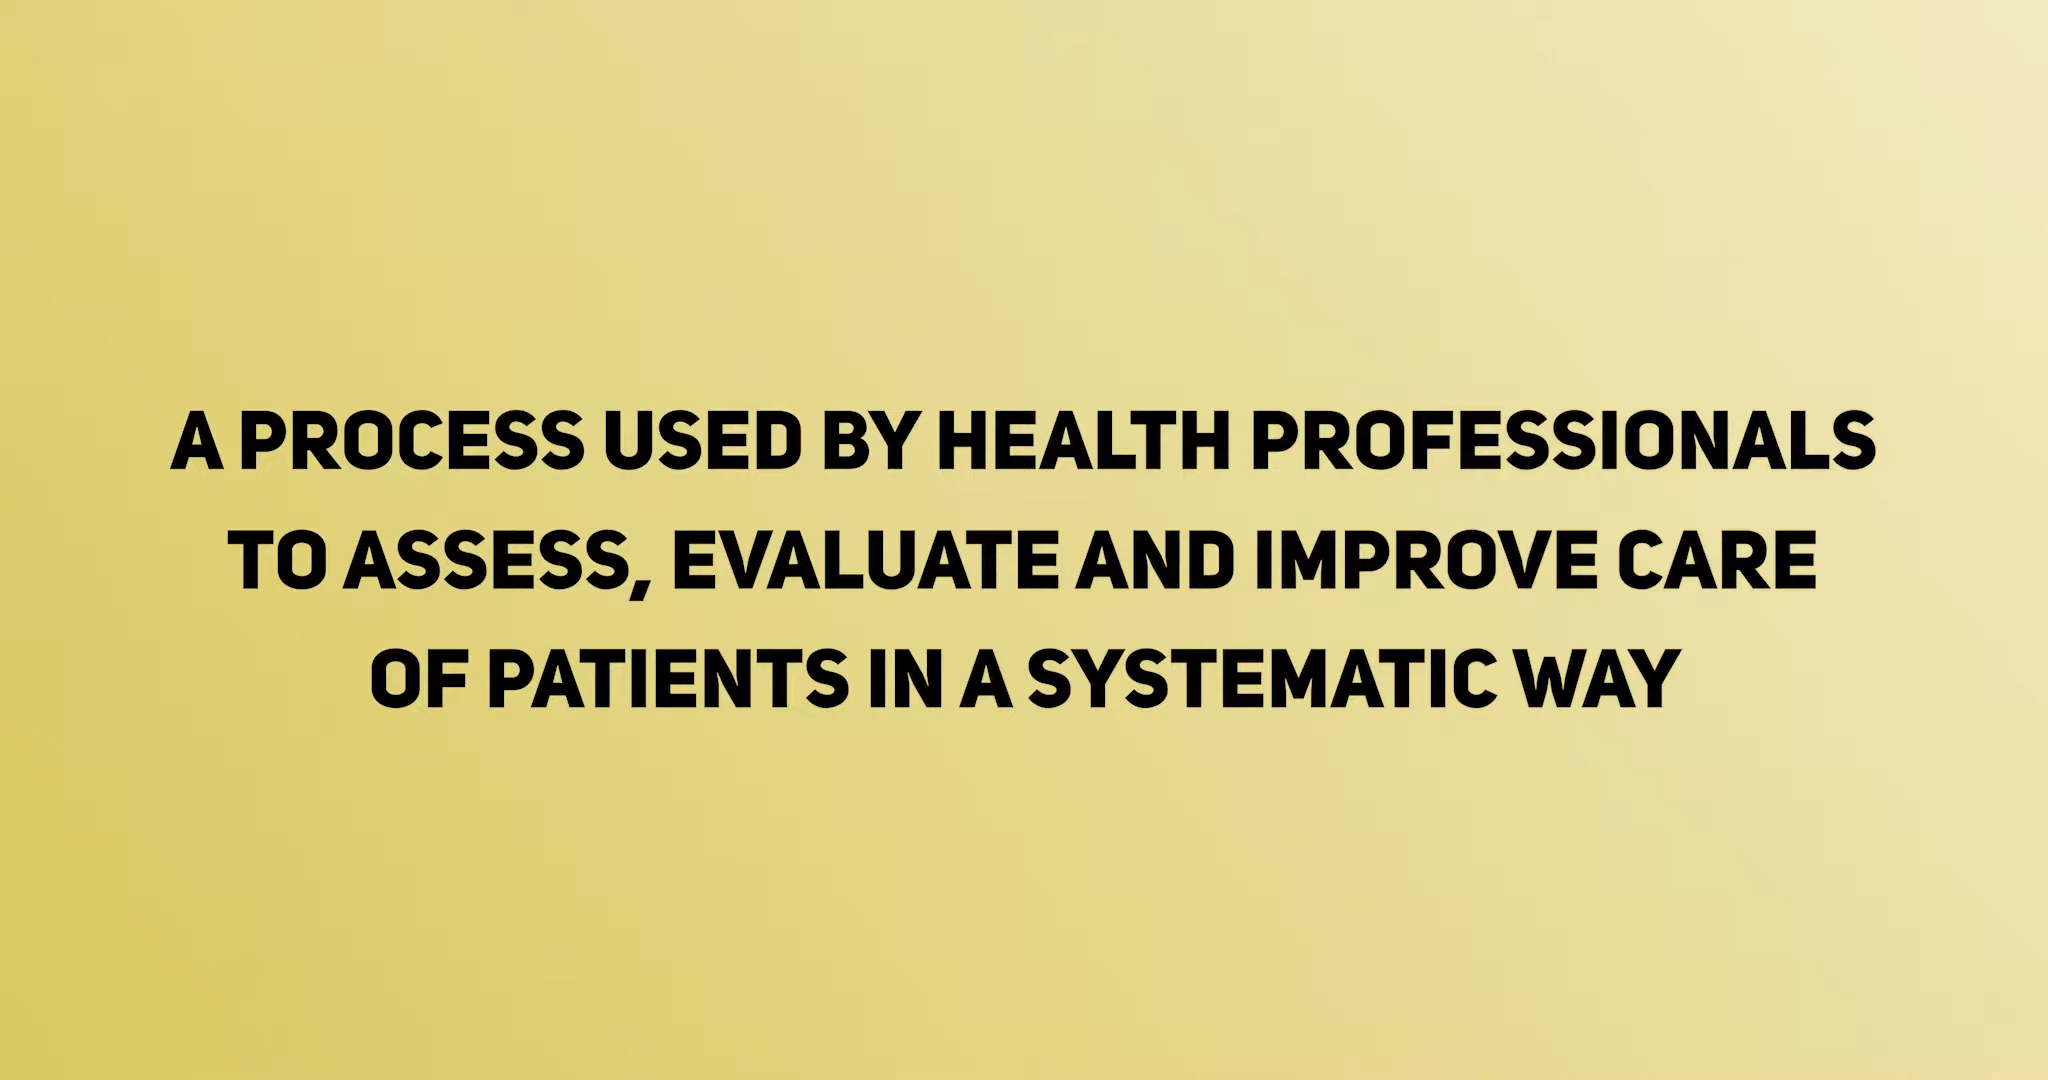 A PROCESS USED BY HEALTH PROFESSIONALS
TO ASSESS, EVALUATE AND IMPROVE CARE
OF PATIENTS IN A SYSTEMATIC WAY